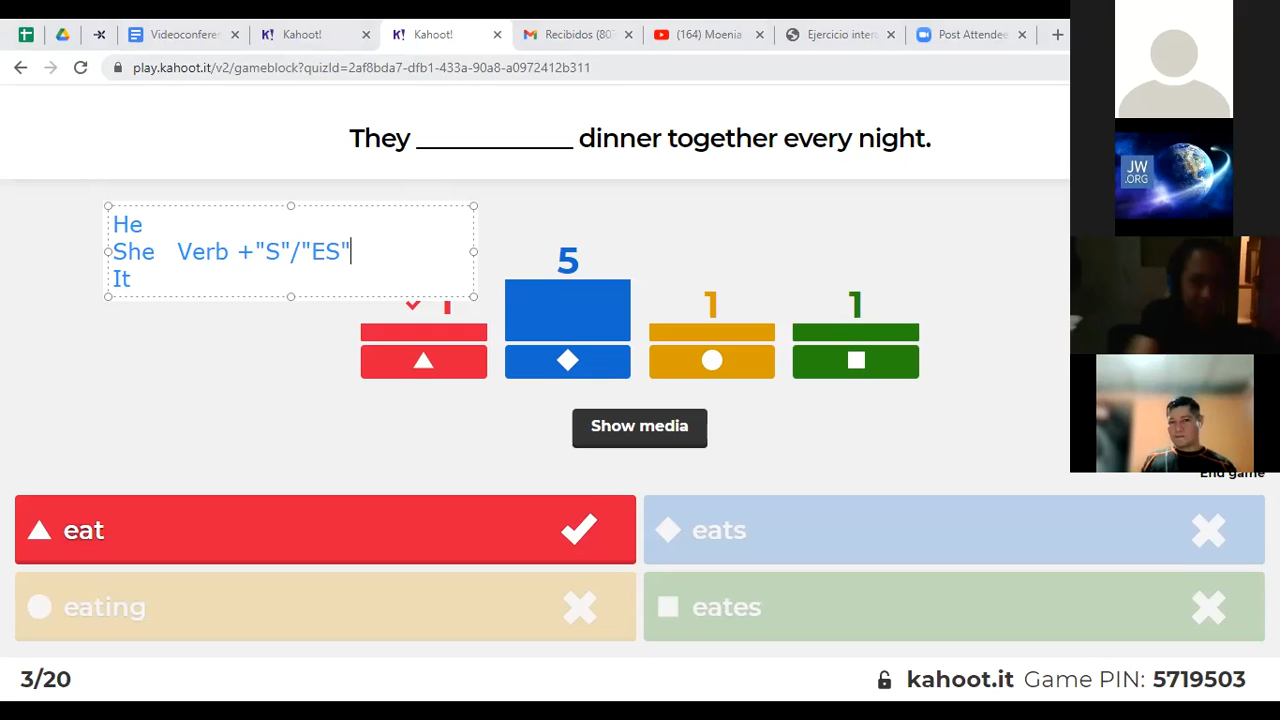 Videoconferen
Kahoot!
Kahoot!
Recibidos (80
(164) Moenia
Ejercicio inter
Post Attendee
play.kahoot.it/v2/gameblock?quizId=2af8bda7-dfb1-433a-90a8-a0972412b311
They ____________ dinner together every night.
He
She Verb +"S"/"ES"
It
1
5
1
1
JW
.ORG
Show media
End game
eat
eats
eating
eates
3/20
kahoot.it Game PIN: 5719503